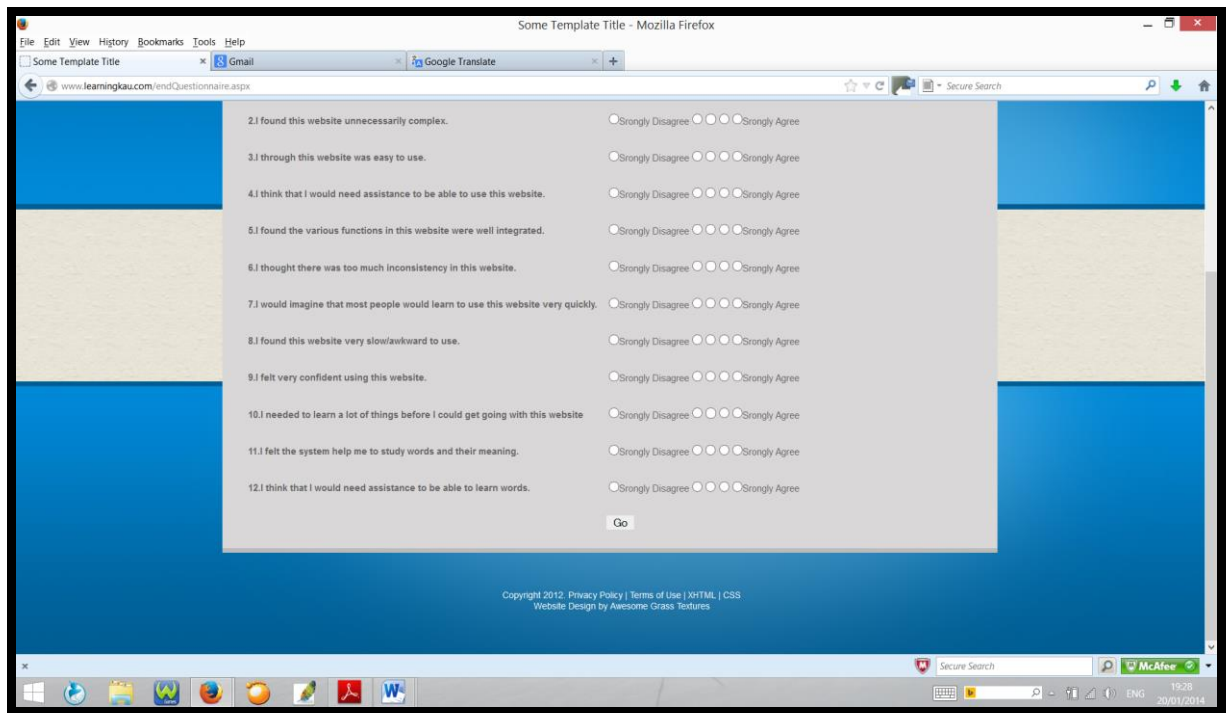 Some Template Title - Mozilla Firefox
File Edit View History Bookmarks Tools Help
Some Template Title × Gmail × Google Translate × +
www.learningkau.com/endQuestionnaire.aspx Secure Search
2.I found this website unnecessarily complex. Srongly Disagree Srongly Agree
3.I through this website was easy to use. Srongly Disagree Srongly Agree
4.I think that I would need assistance to be able to use this website. Srongly Disagree Srongly Agree
5.I found the various functions in this website were well integrated. Srongly Disagree Srongly Agree
6.I thought there was too much inconsistency in this website. Srongly Disagree Srongly Agree
7.I would imagine that most people would learn to use this website very quickly. Srongly Disagree Srongly Agree
8.I found this website very slow/awkward to use. Srongly Disagree Srongly Agree
9.I felt very confident using this website. Srongly Disagree Srongly Agree
10.I needed to learn a lot of things before I could get going with this website Srongly Disagree Srongly Agree
11.I felt the system help me to study words and their meaning. Srongly Disagree Srongly Agree
12.I think that I would need assistance to be able to learn words. Srongly Disagree Srongly Agree
Go
Copyright 2012. Privacy Policy | Terms of Use | XHTML | CSS
Website Design by Awesome Grass Textures
× Secure Search McAfee
ENG 19:28
20/01/2014